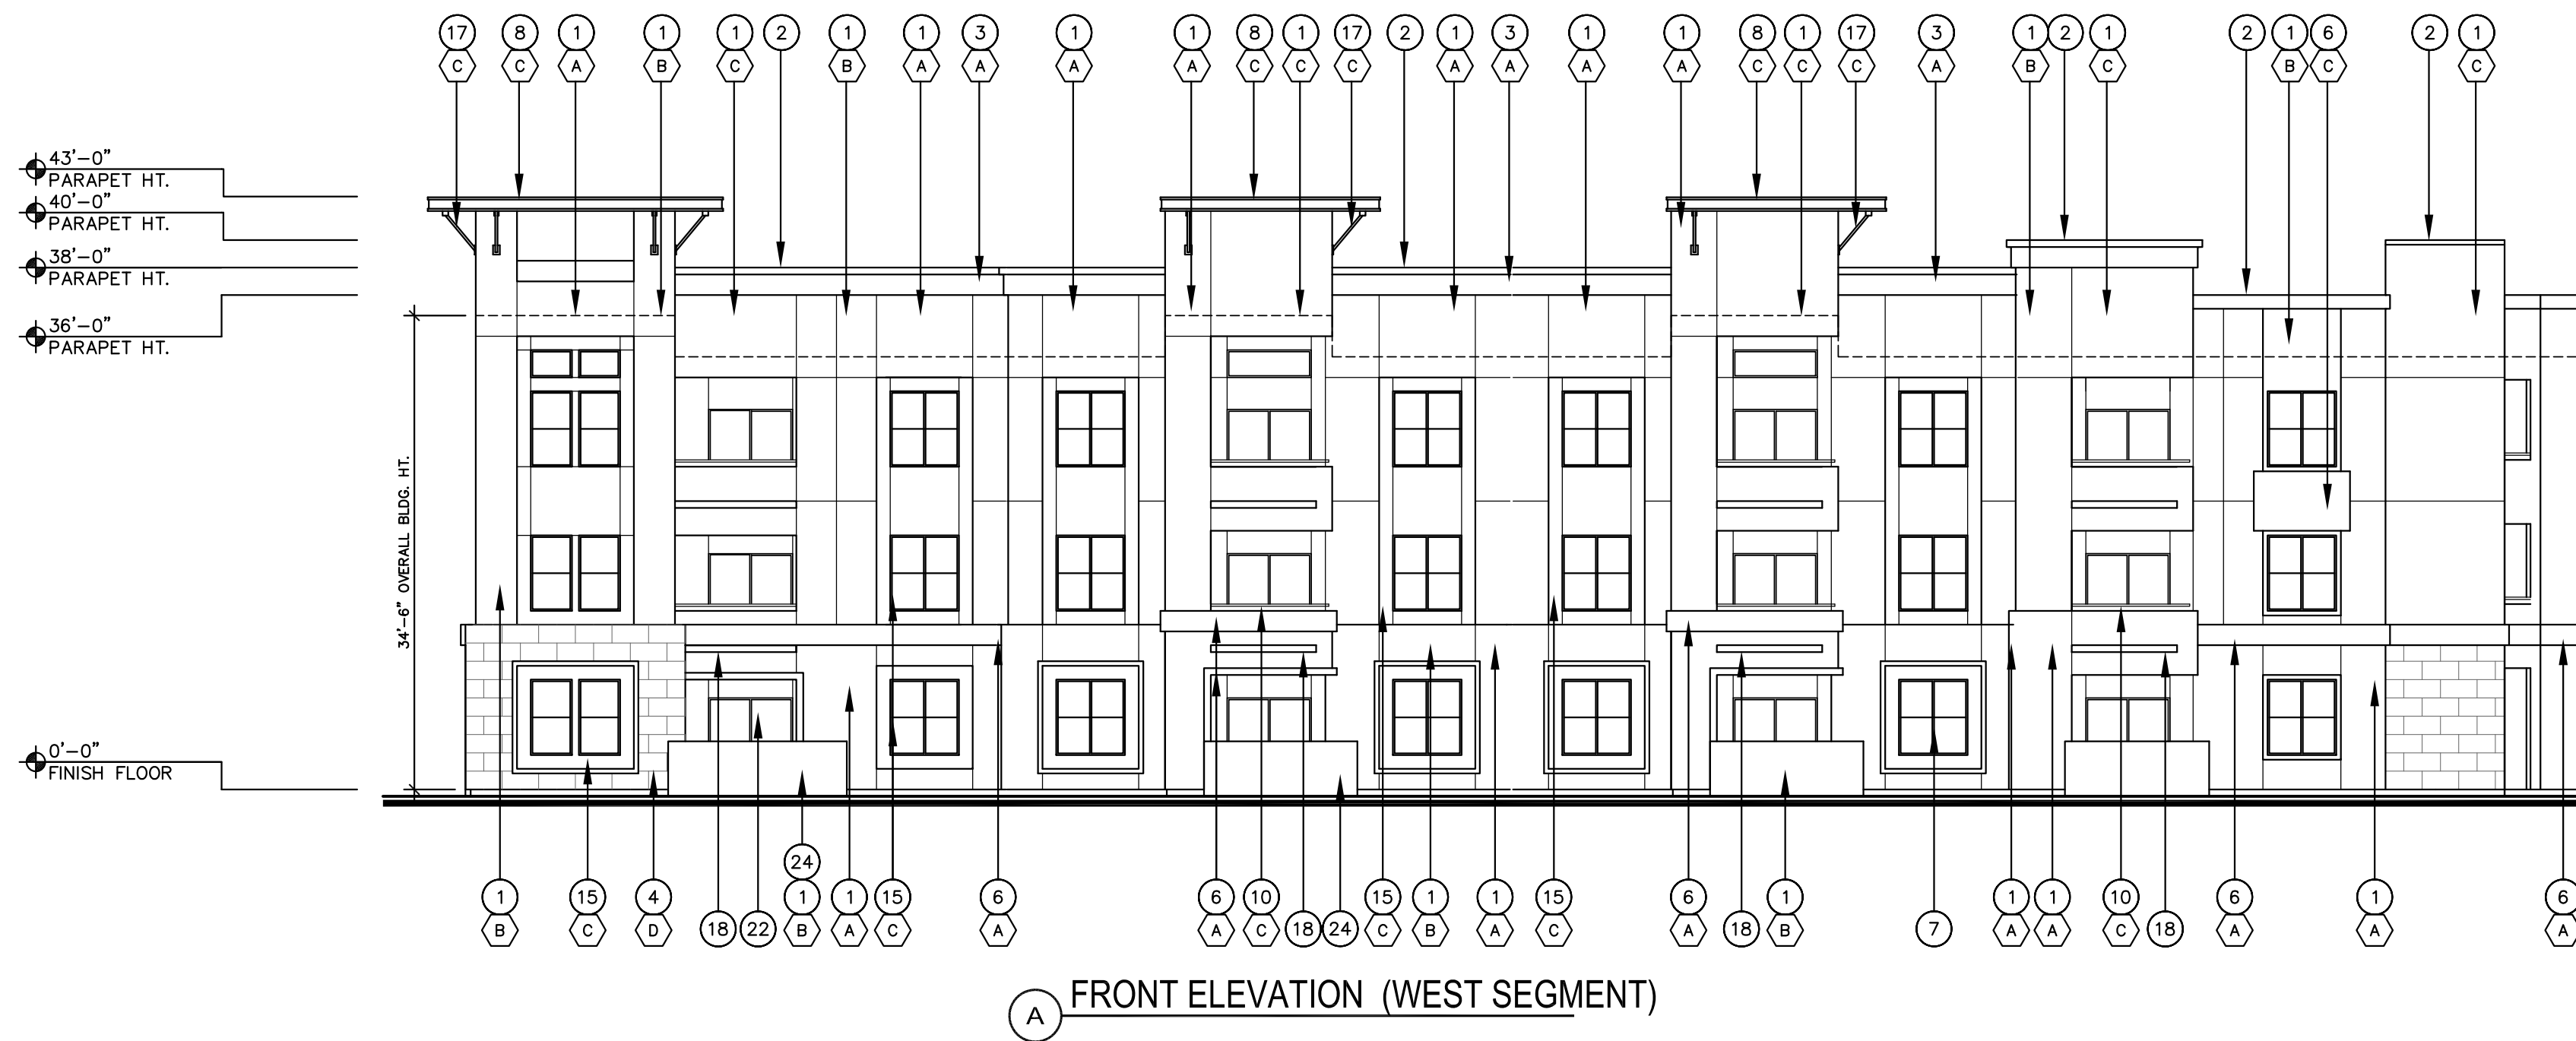 17 8 1 1 1 2 1 1 3 1 1 8 1 17 2 1 3 1 1 8 1 17 3 1 2 1 2 1 6 2 1
C C A B C B A A A A C C C A A A A C C C A B C B C C
43'-0"
PARAPET HT.
40'-0"
PARAPET HT.
38'-0"
PARAPET HT.
36'-0"
PARAPET HT.
34'-6" OVERALL BLDG. HT.
0'-0"
FINISH FLOOR
24
1 15 4 1 1 15 6 6 10 15 1 1 15 6 1 1 1 10 6 1 6
B C D 18 22 B A C A A C 18 24 C B A C A 18 B 7 A A C 18 A A A
A FRONT ELEVATION (WEST SEGMENT)